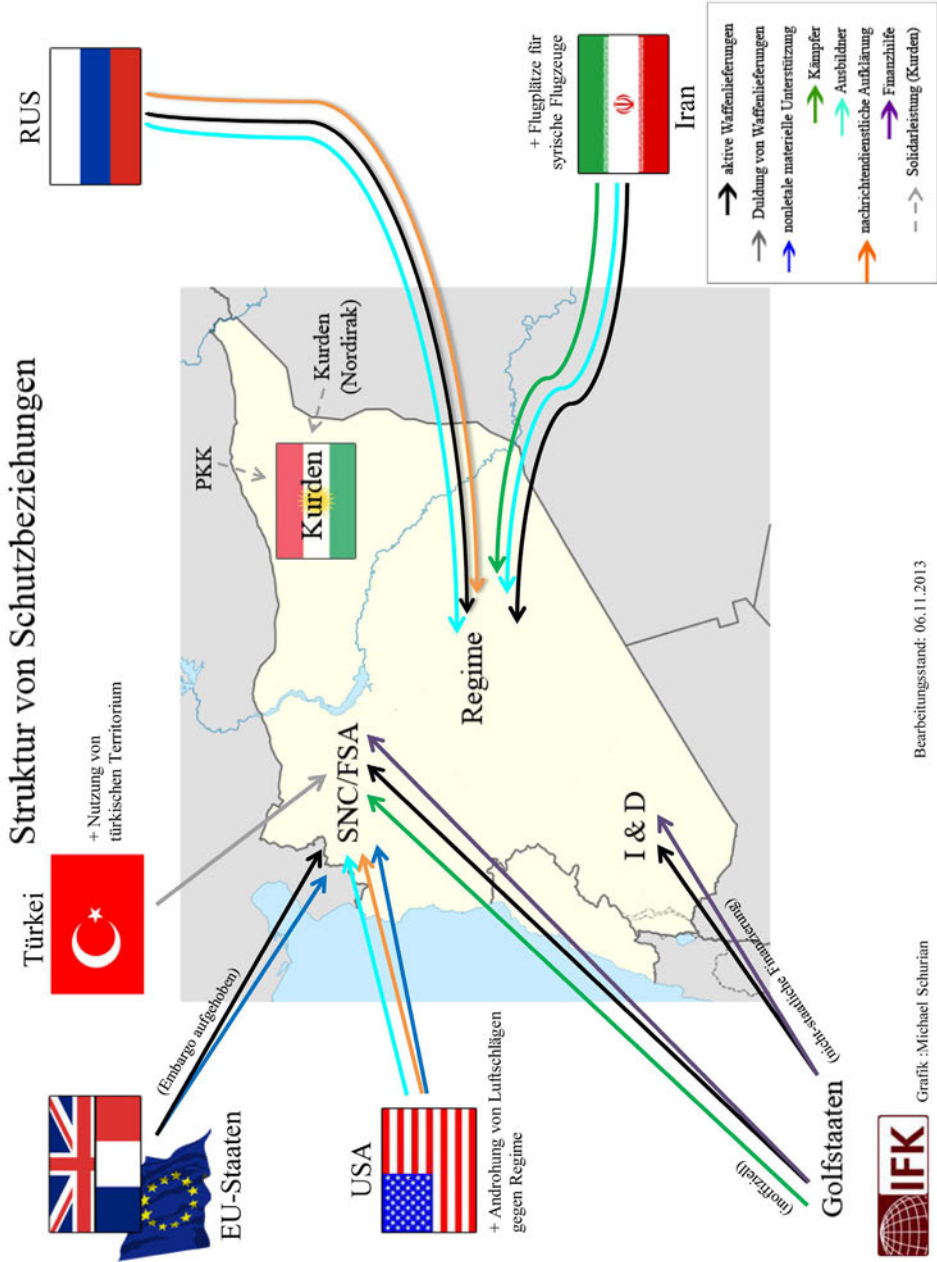 Struktur von Schutzbeziehungen
EU-Staaten
(Embargo aufgehoben)
Türkei
+ Nutzung von
türkischen Territorium
RUS
PKK
Kurden
Kurden
(Nordirak)
USA
+ Androhung von Luftschlägen
gegen Regime
SNC/FSA
Regime
+ Flugplätze für
syrische Flugzeuge
Iran
I & D
(inoffiziell)
(nicht-staatliche Finanzierung)
Golfstaaten
aktive Waffenlieferungen
Duldung von Waffenlieferungen
nonletale materielle Unterstützung
Kämpfer
Ausbildner
nachrichtendienstliche Aufklärung
Finanzhilfe
Solidarleistung (Kurden)
IFK
Grafik :Michael Schurian
Bearbeitungsstand: 06.11.2013